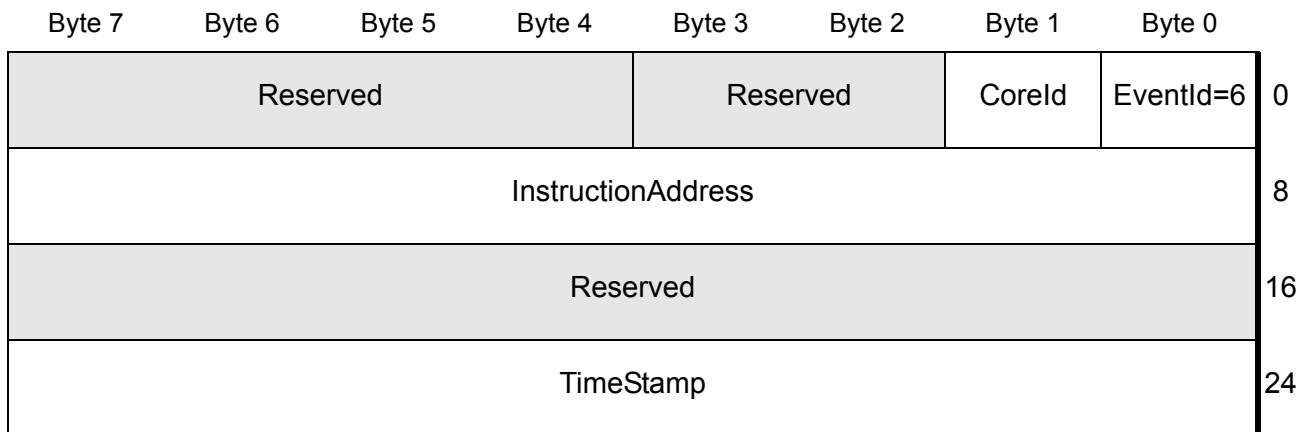 Byte 7 Byte 6 Byte 5 Byte 4 Byte 3 Byte 2 Byte 1 Byte 0
Reserved Reserved CoreId EventId=6 0
InstructionAddress 8
Reserved 16
TimeStamp 24